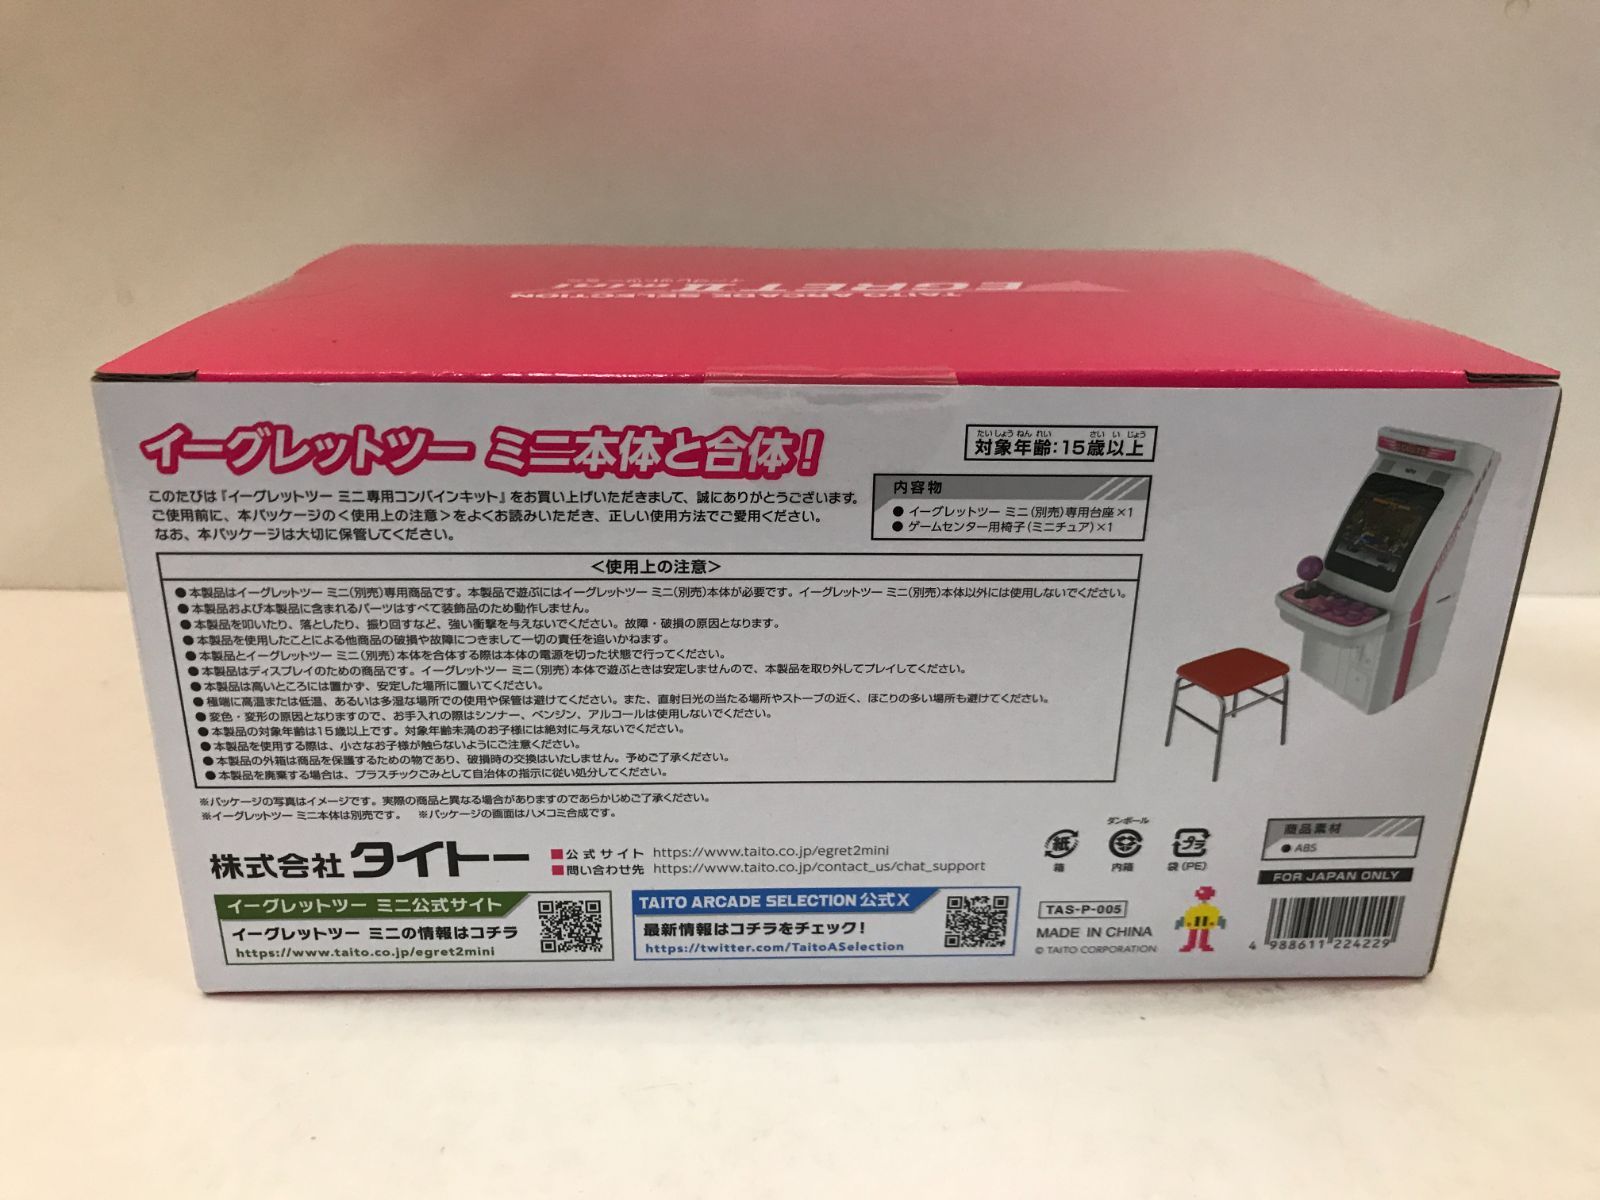 TAITO ARCADE SELECTION
EGRET II mini
イーグレットツー ミニ
イーグレットツー ミニ本体と合体！
このたびは『イーグレットツー ミニ専用コンバインキット』をお買い上げいただきまして、誠にありがとうございます。
ご使用前に、本パッケージの＜使用上の注意＞をよくお読みいただき、正しい使用方法でご愛用ください。
なお、本パッケージは大切に保管してください。
たいしょうねんれい さいいじょう
対象年齢:15歳以上
内容物
● イーグレットツー ミニ(別売)専用台座×1
● ゲームセンター用椅子(ミニチュア)×1
＜使用上の注意＞
● 本製品はイーグレットツー ミニ(別売)専用商品です。本製品で遊ぶにはイーグレットツー ミニ(別売)本体が必要です。イーグレットツー ミニ(別売)本体以外には使用しないでください。
● 本製品および本製品に含まれるパーツはすべて装飾品のため動作しません。
● 本製品を叩いたり、落としたり、振り回すなど、強い衝撃を与えないでください。故障・破損の原因となります。
● 本製品を使用したことによる他商品の破損や故障につきまして一切の責任を追いかねます。
● 本製品とイーグレットツー ミニ(別売)本体を合体する際は本体の電源を切った状態で行ってください。
● 本製品はディスプレイのための商品です。イーグレットツー ミニ(別売)本体で遊ぶときは安定しませんので、本製品を取り外してプレイしてください。
● 本製品は高いところには置かず、安定した場所に置いてください。
● 極端に高温または低温、あるいは多湿な場所での使用や保管は避けてください。また、直射日光の当たる場所やストーブの近く、ほこりの多い場所も避けてください。
● 変色・変形の原因となりますので、お手入れの際はシンナー、ベンジン、アルコールは使用しないでください。
● 本製品の対象年齢は15歳以上です。対象年齢未満のお子様には絶対に与えないでください。
● 本製品を使用する際は、小さなお子様が触らないようにご注意ください。
● 本製品の外箱は商品を保護するための物であり、破損時の交換はいたしません。予めご了承ください。
● 本製品を廃棄する場合は、プラスチックごみとして自治体の指示に従い処分してください。
※パッケージの写真はイメージです。実際の商品と異なる場合がありますのであらかじめご了承ください。
※イーグレットツー ミニ本体は別売です。 ※パッケージの画面はハメコミ合成です。
株式会社タイトー
■公式サイト https://www.taito.co.jp/egret2mini
■問い合わせ先 https://www.taito.co.jp/contact_us/chat_support
イーグレットツー ミニ公式サイト
イーグレットツー ミニの情報はコチラ
https://www.taito.co.jp/egret2mini
TAITO ARCADE SELECTION 公式X
最新情報はコチラをチェック！
https://twitter.com/TaitoASelection
紙
箱
ダンボール
内箱
プラ
袋(PE)
TAS-P-005
MADE IN CHINA
© TAITO CORPORATION
商品素材
● ABS
FOR JAPAN ONLY
4 988611 224229